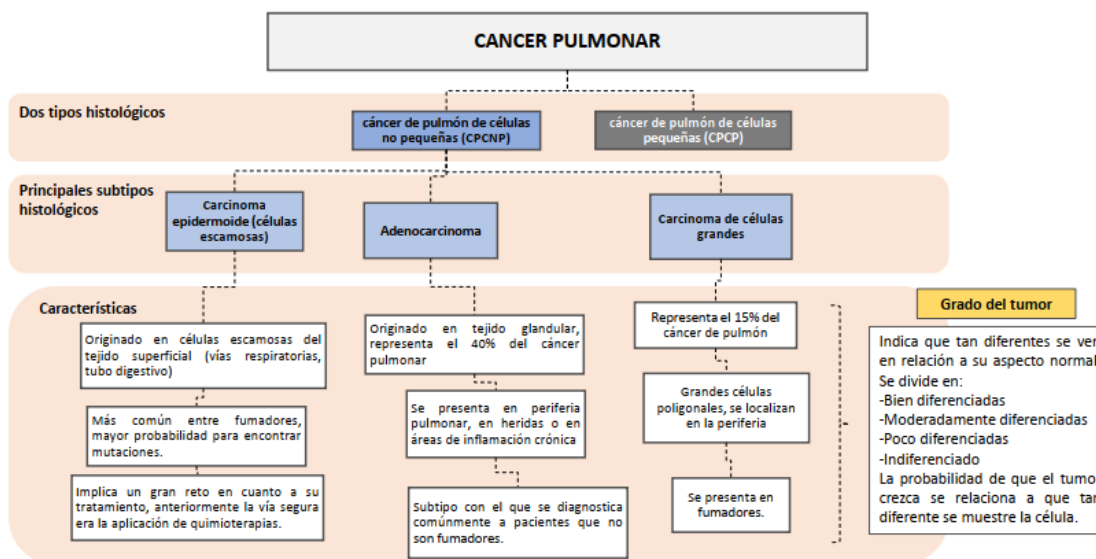 CANCER PULMONAR
Dos tipos histológicos
cáncer de pulmón de células
no pequeñas (CPCNP)
cáncer de pulmón de células
pequeñas (CPCP)
Principales subtipos
histológicos
Carcinoma
epidermoide (células
escamosas)
Adenocarcinoma
Carcinoma de células
grandes
Características
Originado en células escamosas del
tejido superficial (vías respiratorias,
tubo digestivo)
Más común entre fumadores,
mayor probabilidad para encontrar
mutaciones.
Implica un gran reto en cuanto a su
tratamiento, anteriormente la vía segura
era la aplicación de quimioterapias.
Originado en tejido glandular,
representa el 40% del cáncer
pulmonar
Se presenta en periferia
pulmonar, en heridas o en
áreas de inflamación crónica
Subtipo con el que se diagnostica
comúnmente a pacientes que no
son fumadores.
Representa el 15% del
cáncer de pulmón
Grandes células
poligonales, se localizan
en la periferia
Se presenta en
fumadores.
Grado del tumor
Indica que tan diferentes se ven
en relación a su aspecto normal
Se divide en:
-Bien diferenciadas
-Moderadamente diferenciadas
-Poco diferenciadas
-Indiferenciado
La probabilidad de que el tumo
crezca se relaciona a que tan
diferente se muestre la célula.